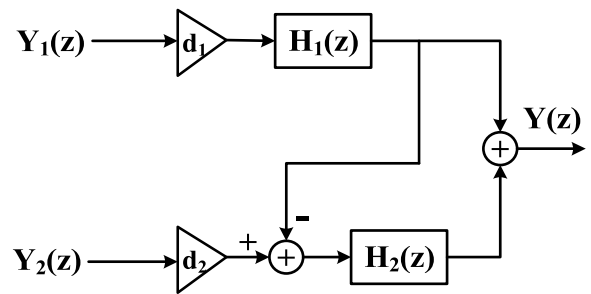 Y₁(z)
d₁
H₁(z)
Y(z)
+
-
Y₂(z)
d₂
+
+
H₂(z)